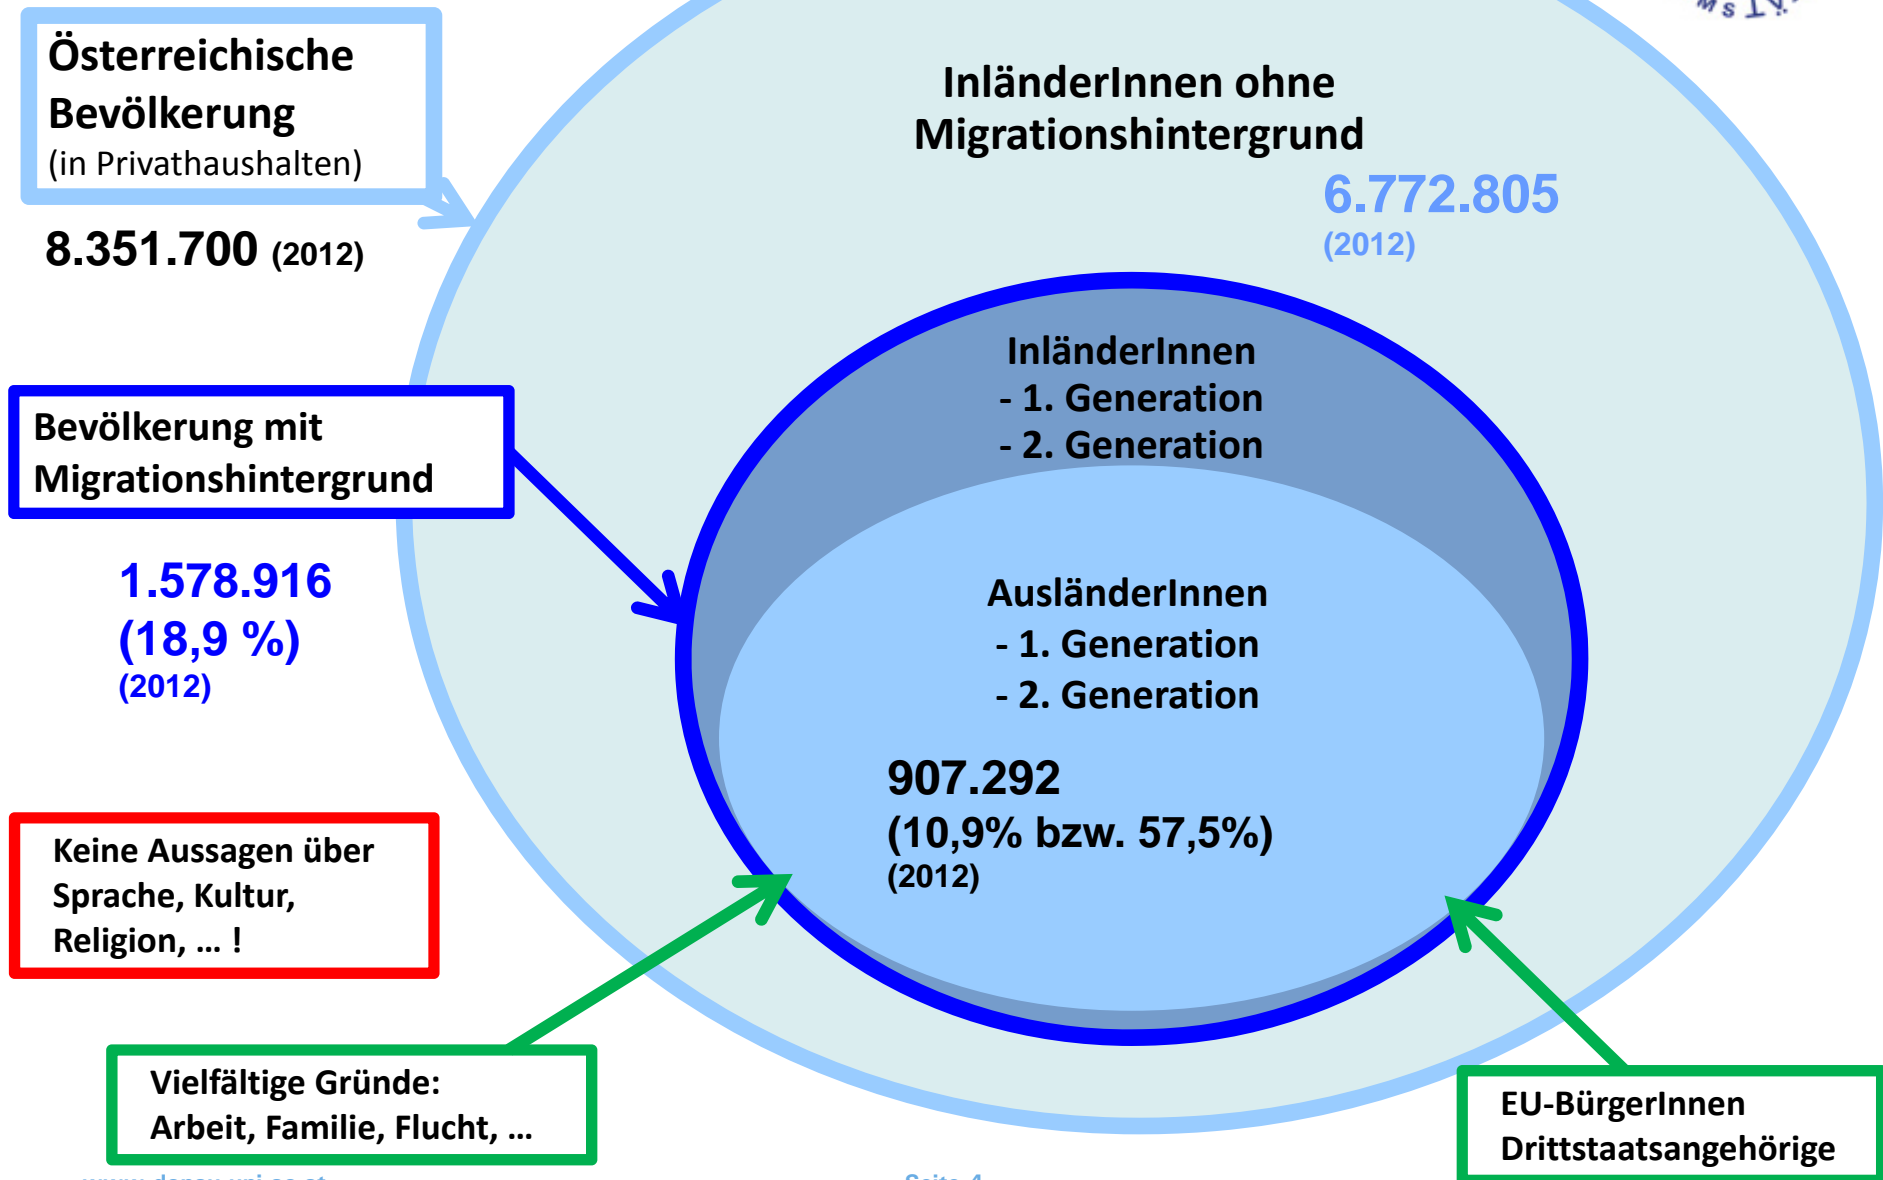 Österreichische
Bevölkerung
(in Privathaushalten)
8.351.700 (2012)
InländerInnen ohne
Migrationshintergrund
6.772.805
(2012)
InländerInnen
- 1. Generation
- 2. Generation
Bevölkerung mit
Migrationshintergrund
1.578.916
(18,9 %)
(2012)
AusländerInnen
- 1. Generation
- 2. Generation
907.292
(10,9% bzw. 57,5%)
(2012)
Keine Aussagen über
Sprache, Kultur,
Religion, … !
Vielfältige Gründe:
Arbeit, Familie, Flucht, …
EU-BürgerInnen
Drittstaatsangehörige